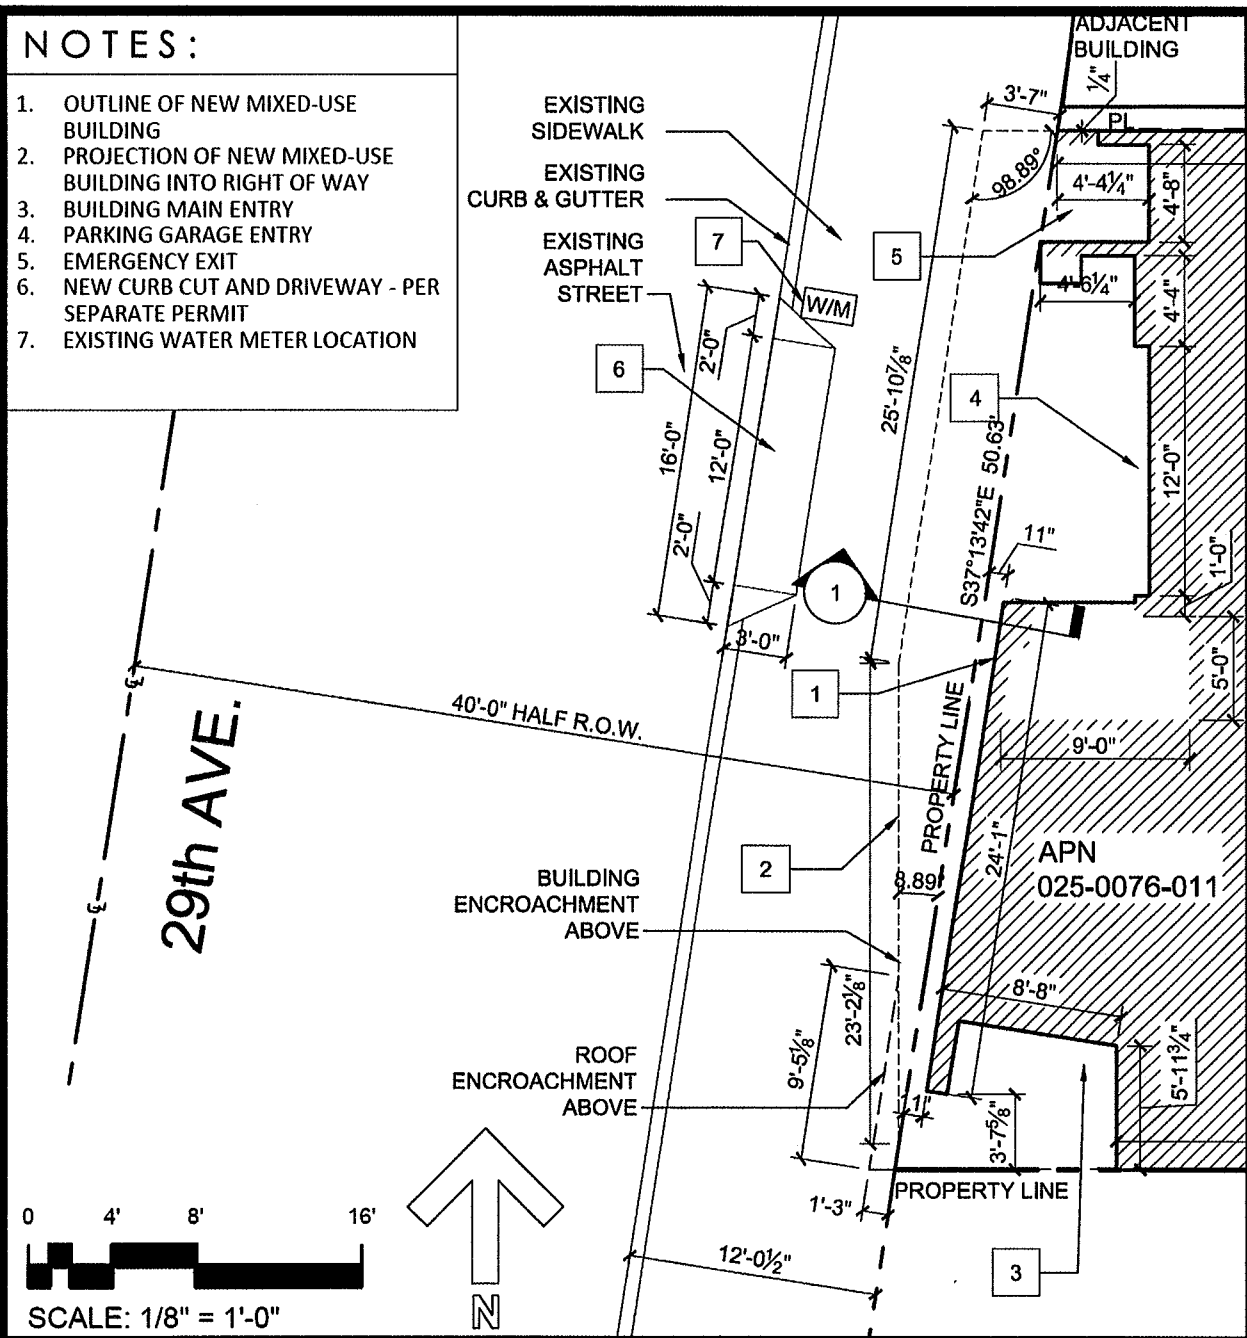 NOTES:
1. OUTLINE OF NEW MIXED-USE
BUILDING
2. PROJECTION OF NEW MIXED-USE
BUILDING INTO RIGHT OF WAY
3. BUILDING MAIN ENTRY
4. PARKING GARAGE ENTRY
5. EMERGENCY EXIT
6. NEW CURB CUT AND DRIVEWAY - PER
SEPARATE PERMIT
7. EXISTING WATER METER LOCATION
ADJACENT
BUILDING
1/4"
3'-7"
PL
98.89°
4'-4 1/4"
4'-8"
EXISTING
SIDEWALK
EXISTING
CURB & GUTTER
EXISTING
ASPHALT
STREET
7
W/M
5
4'-6 1/4"
4'-4"
2'-0"
6
25'-10 7/8"
4
16'-0"
12'-0"
S37°13'42"E 50.63'
12'-0"
2'-0"
11"
1'-0"
1
3'-0"
5'-0"
1
40'-0" HALF R.O.W.
PROPERTY LINE
9'-0"
29th AVE.
24'-1"
2
APN
025-0076-011
8.89°
BUILDING
ENCROACHMENT
ABOVE
8'-8"
23'-2 1/8"
9'-5 1/8"
ROOF
ENCROACHMENT
ABOVE
5'-11 3/4"
1"
3'-7 5/8"
PROPERTY LINE
1'-3"
12'-0 1/2"
3
0 4' 8' 16'
SCALE: 1/8" = 1'-0"
N